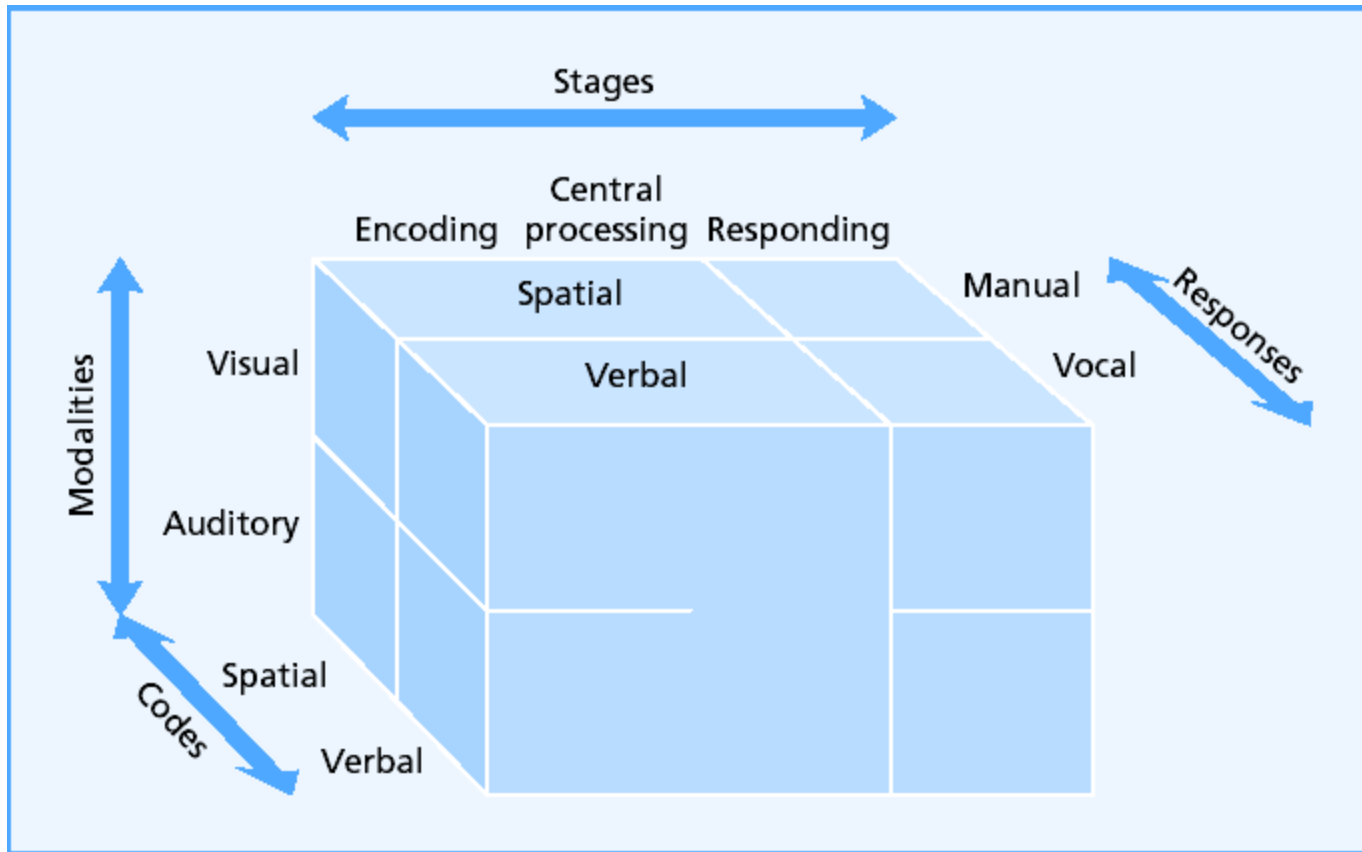 Stages
Central
Encoding processing Responding
Spatial
Manual
Responses
Visual
Verbal
Vocal
Modalities
Auditory
Spatial
Codes
Verbal